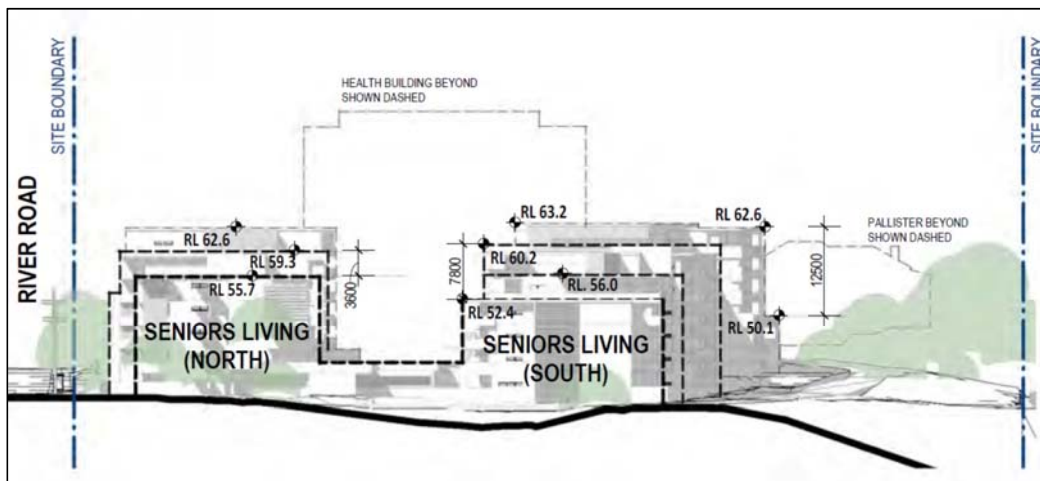 SITE BOUNDARY
HEALTH BUILDING BEYOND
SHOWN DASHED
SITE BOUNDARY
RIVER ROAD
RL 62.6
RL 59.3
RL 55.7
3600
SENIORS LIVING
(NORTH)
RL 63.2
RL 62.6
RL 60.2
7800
RL. 56.0
RL 52.4
SENIORS LIVING
(SOUTH)
12500
RL 50.1
PALLISTER BEYOND
SHOWN DASHED